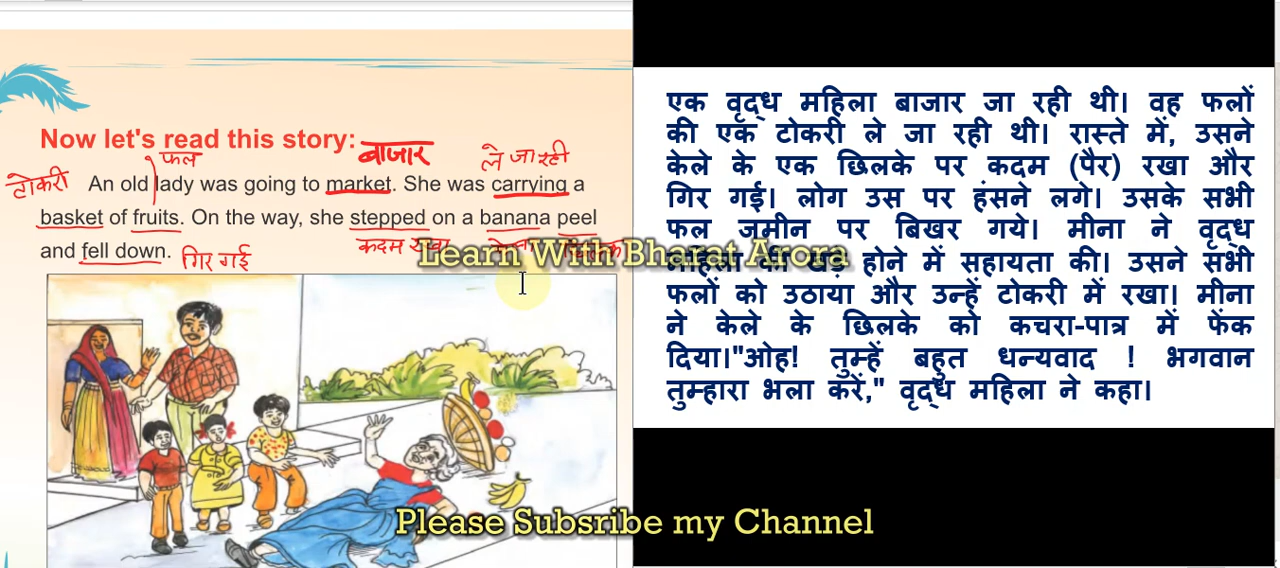 Now let's read this story:
फल
बाजार
ले जा रही
टोकरी
An old lady was going to market. She was carrying a
basket of fruits. On the way, she stepped on a banana peel
and fell down.
गिर गई
कदम रखा
Learn With Bharat Arora
Please Subsribe my Channel
एक वृद्ध महिला बाजार जा रही थी। वह फलों
की एक टोकरी ले जा रही थी। रास्ते में, उसने
केले के एक छिलके पर कदम (पैर) रखा और
गिर गई। लोग उस पर हंसने लगे। उसके सभी
फल जमीन पर बिखर गये। मीना ने वृद्ध
महिला की खड़े होने में सहायता की। उसने सभी
फलों को उठाया और उन्हें टोकरी में रखा। मीना
ने केले के छिलके को कचरा-पात्र में फेंक
दिया।"ओह! तुम्हें बहुत धन्यवाद ! भगवान
तुम्हारा भला करें," वृद्ध महिला ने कहा।